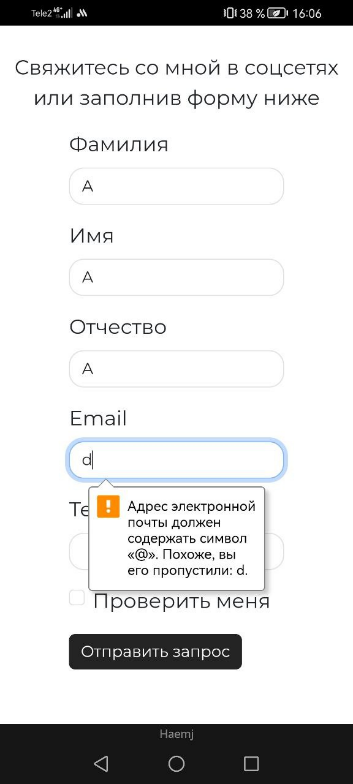 Tele2 4G 38 % 16:06
Свяжитесь со мной в соцсетях
или заполнив форму ниже
Фамилия
А
Имя
А
Отчество
А
Email
d
Адрес электронной
почты должен
содержать символ
«@». Похоже, вы
его пропустили: d.
Те
Проверить меня
Отправить запрос
Haemj